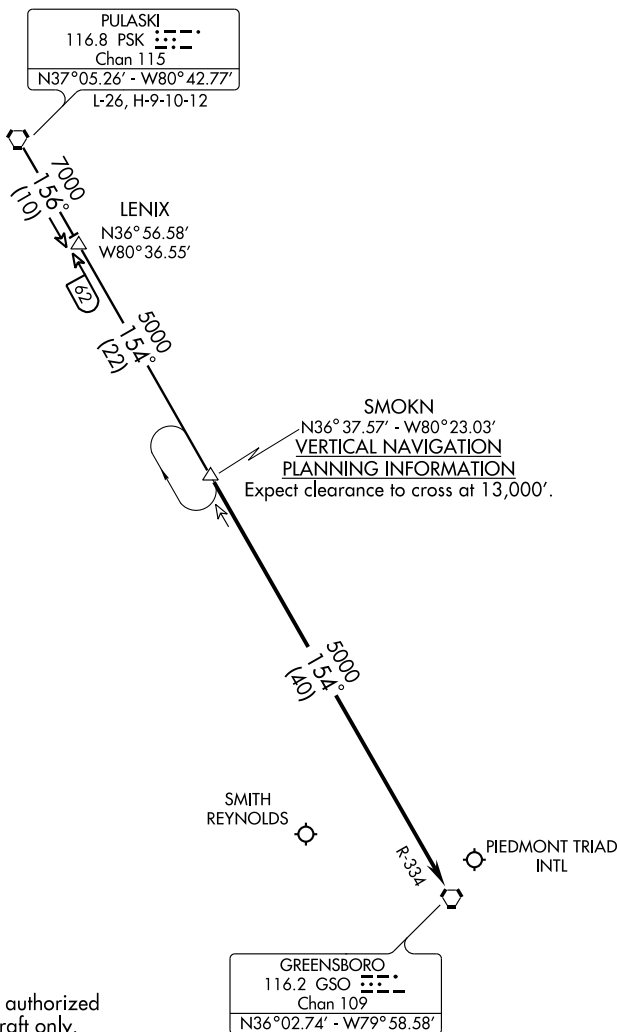 PULASKI
116.8 PSK
Chan 115
N37°05.26' - W80°42.77'
L-26, H-9-10-12
7000
156°
(10)
LENIX
N36°56.58'
W80°36.55'
62
5000
154°
(22)
SMOKN
N36°37.57' - W80°23.03'
VERTICAL NAVIGATION
PLANNING INFORMATION
Expect clearance to cross at 13,000'.
5000
154°
(40)
SMITH
REYNOLDS
R-334
PIEDMONT TRIAD
INTL
GREENSBORO
116.2 GSO
Chan 109
N36°02.74' - W79°58.58'
authorized
raft only.